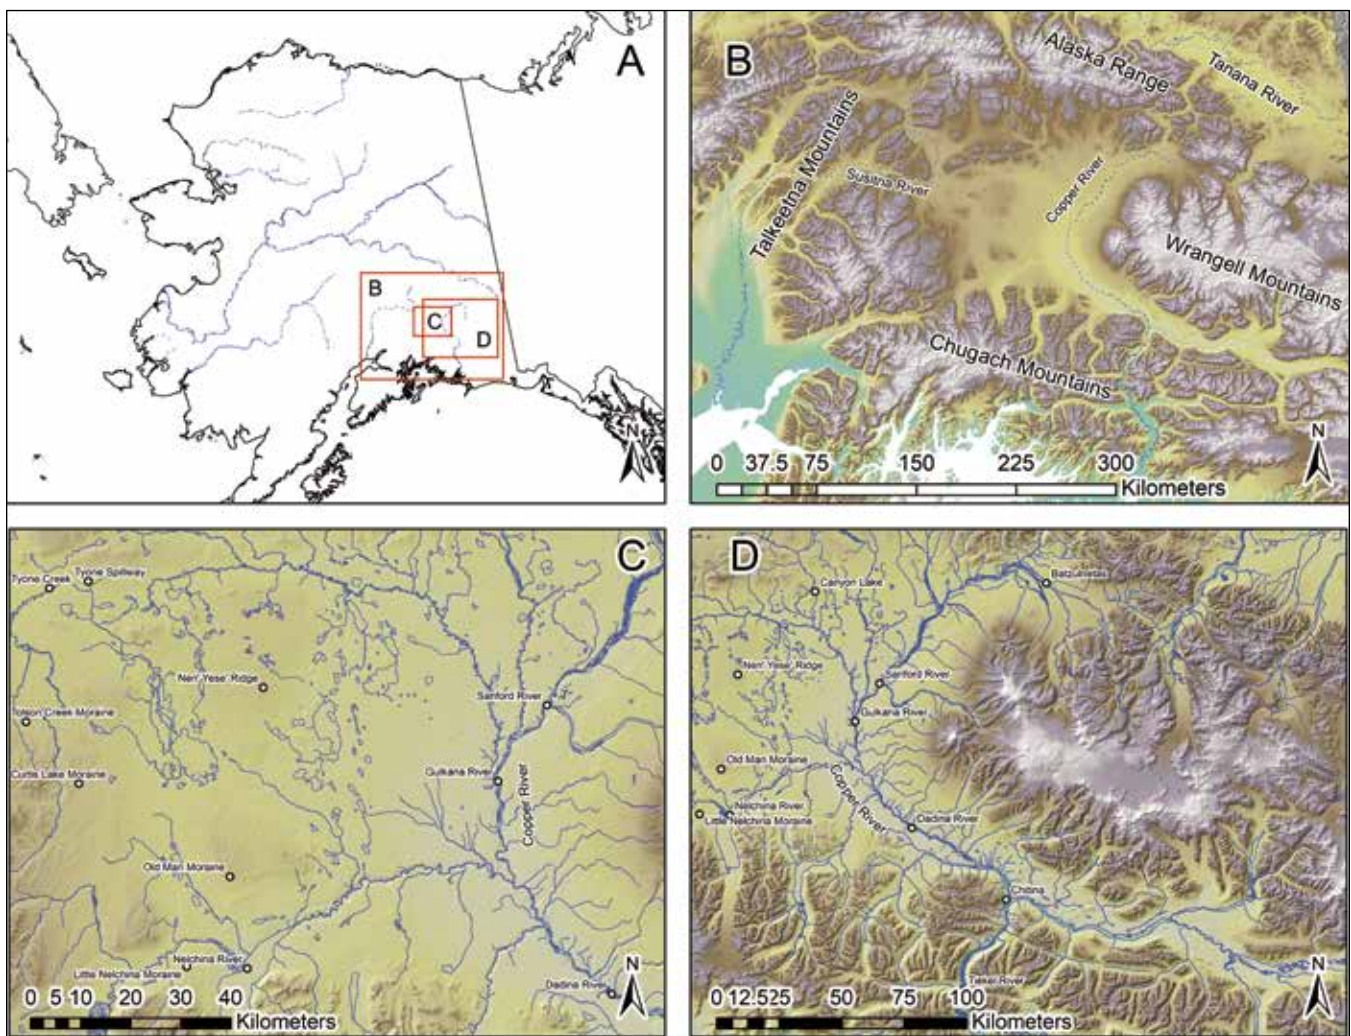 A
B
C
D
N
B
Alaska Range
Tanana River
Talkeetna Mountains
Susitna River
Copper River
Wrangell Mountains
Chugach Mountains
N
0 37.5 75 150 225 300
Kilometers
C
Tyone Creek
Tyone Spillway
Nen' Yese' Ridge
Sanford River
Tolson Creek Moraine
Curtis Lake Moraine
Gulkana River
Copper River
Old Man Moraine
Nelchina River
Little Nelchina Moraine
Dadina River
N
0 5 10 20 30 40
Kilometers
D
Canyon Lake
Batzulnetas
Nen' Yese' Ridge
Sanford River
Gulkana River
Old Man Moraine
Copper River
Nelchina River
Little Nelchina Moraine
Dadina River
Chitina
Tiekel River
N
0 12.5 25 50 75 100
Kilometers